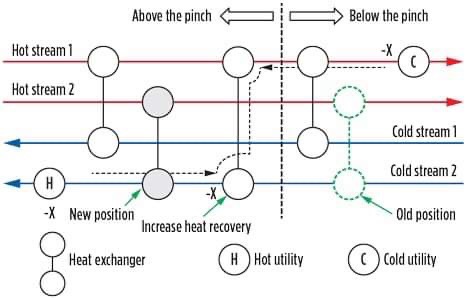 Above the pinch
Below the pinch
Hot stream 1
-X
C
Hot stream 2
Cold stream 1
Cold stream 2
H
-X
-X
New position
Increase heat recovery
Old position
Heat exchanger
H
Hot utility
C
Cold utility